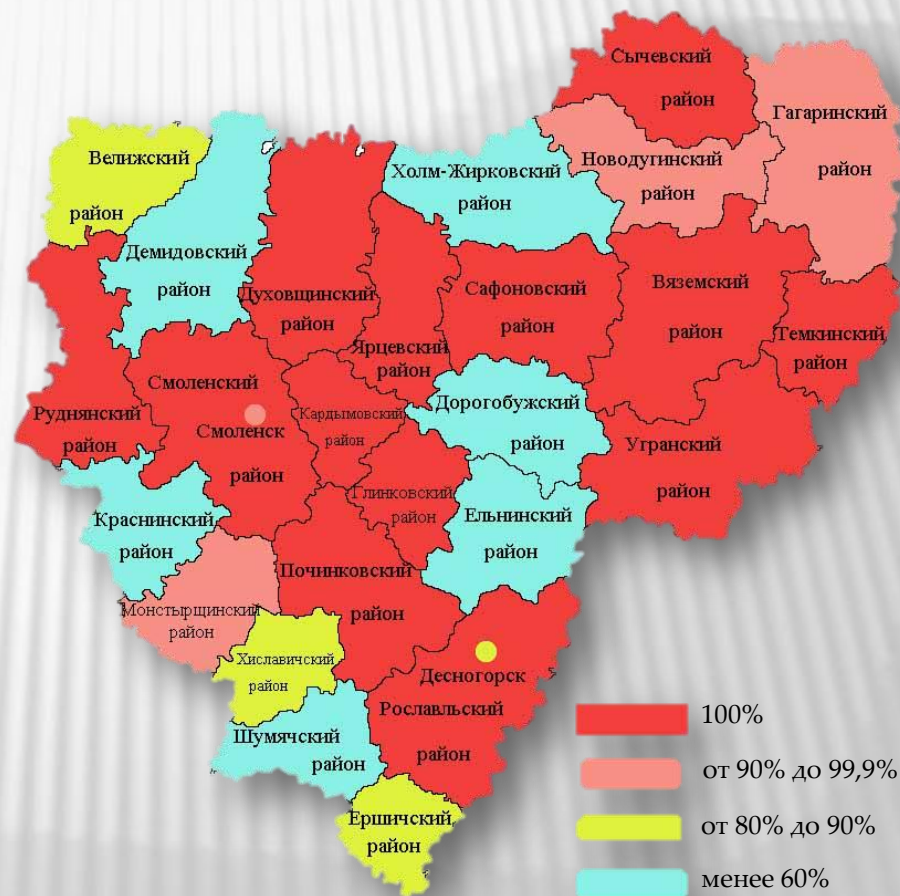 Сычевский
район
Гагаринский
район
Велижский
район
Холм-Жирковский
район
Новодугинский
район
Демидовский
район
Духовщинский
район
Сафоновский
район
Вяземский
район
Ярцевский
район
Темкинский
район
Руднянский
район
Смоленский
Смоленск
район
Кардымовский
район
Дорогобужский
район
Угранский
район
Глинковский
район
Ельнинский
район
Краснинский
район
Починковский
район
Монстырщинский
район
Хиславичский
район
Десногорск
Рославльский
район
Шумячский
район
Ершичский
район
100%
от 90% до 99,9%
от 80% до 90%
менее 60%